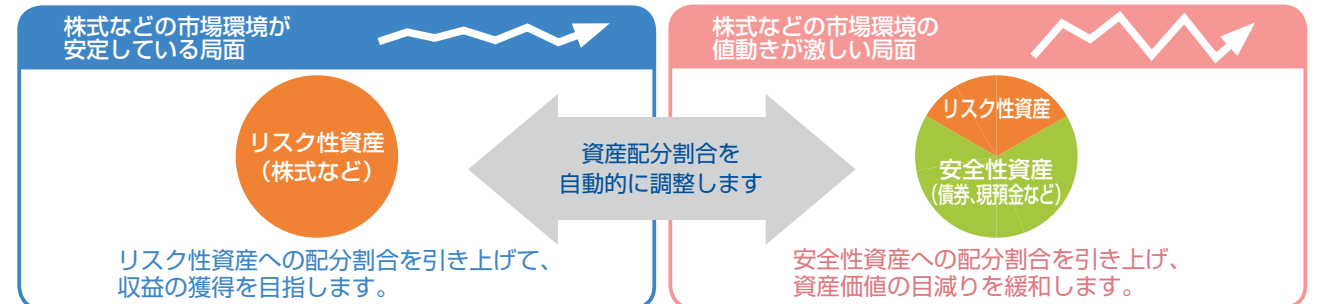 株式などの市場環境が
安定している局面
リスク性資産
(株式など)
リスク性資産への配分割合を引き上げて、
収益の獲得を目指します。
資産配分割合を
自動的に調整します
株式などの市場環境の
値動きが激しい局面
リスク性資産
安全性資産
(債券、現預金など)
安全性資産への配分割合を引き上げ、
資産価値の目減りを緩和します。